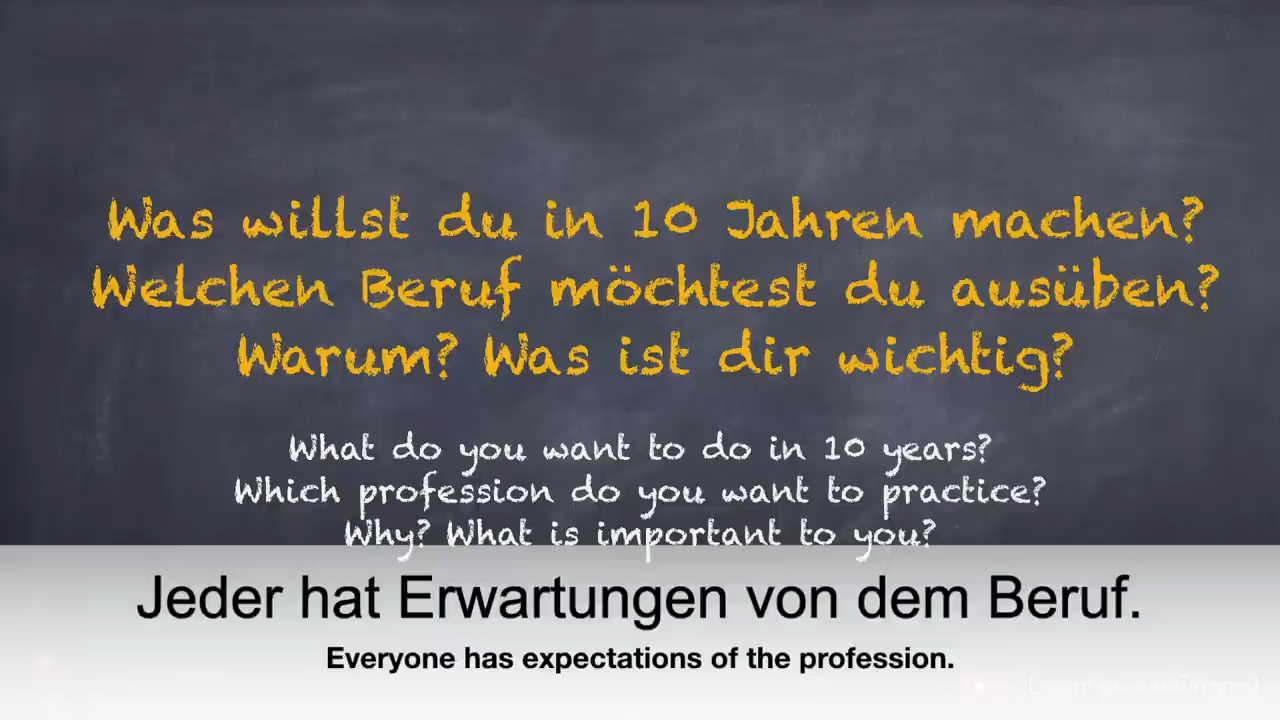 Was willst du in 10 Jahren machen?
Welchen Beruf möchtest du ausüben?
Warum? Was ist dir wichtig?
What do you want to do in 10 years?
Which profession do you want to practice?
Why? What is important to you?
Jeder hat Erwartungen von dem Beruf.
Everyone has expectations of the profession.